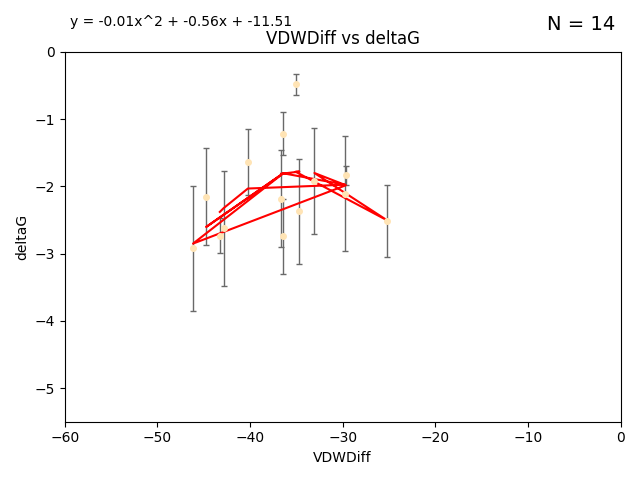 y = -0.01x^2 + -0.56x + -11.51
N = 14
VDWDiff vs deltaG
0
−1
−2
−3
−4
−5
deltaG
−60 −50 −40 −30 −20 −10 0
VDWDiff